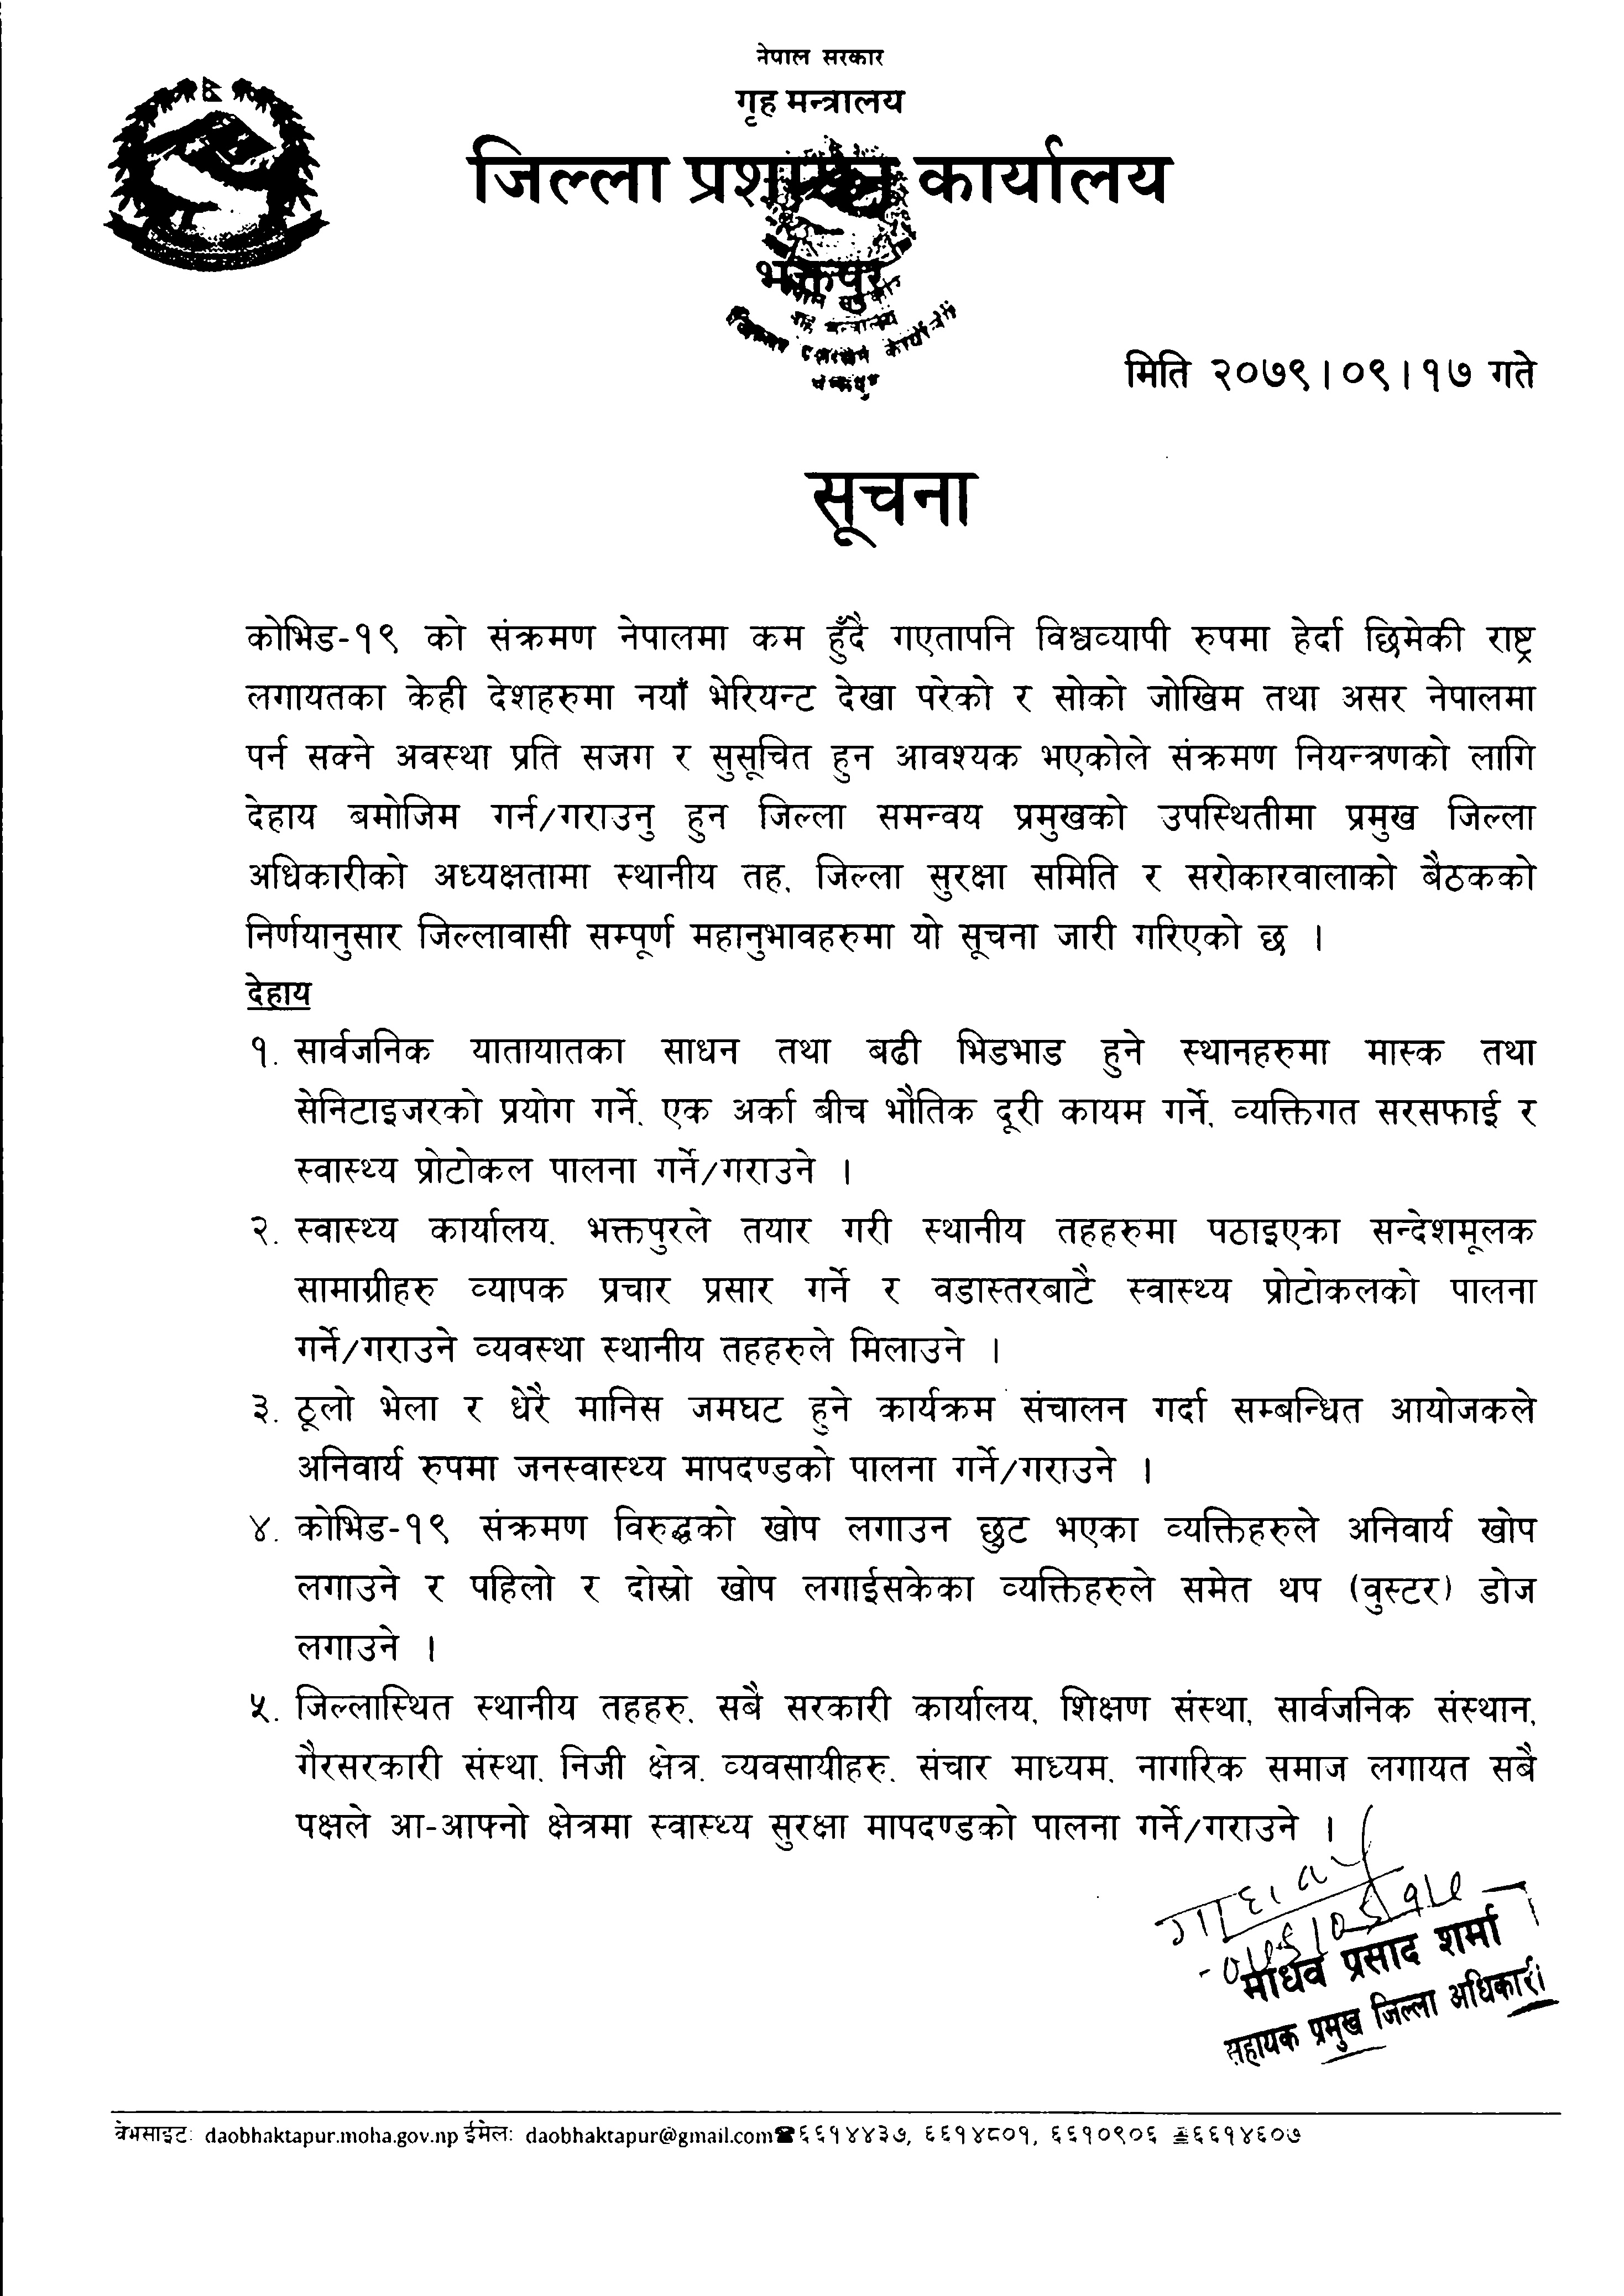 नेपाल सरकार
गृह मन्त्रालय
जिल्ला प्रशासन कार्यालय
भक्तपुर
नेपाल सरकार
गृह मन्त्रालय
जिल्ला प्रशासन कार्यालय
भक्तपुर
मिति २०७९।०९।१७ गते
सूचना
कोभिड-१९ को संक्रमण नेपालमा कम हुँदै गएतापनि विश्वव्यापी रुपमा हेर्दा छिमेकी राष्ट्र
लगायतका केही देशहरुमा नयाँ भेरियन्ट देखा परेको र सोको जोखिम तथा असर नेपालमा
पर्न सक्ने अवस्था प्रति सजग र सुसूचित हुन आवश्यक भएकोले संक्रमण नियन्त्रणको लागि
देहाय बमोजिम गर्न/गराउनु हुन जिल्ला समन्वय प्रमुखको उपस्थितीमा प्रमुख जिल्ला
अधिकारीको अध्यक्षतामा स्थानीय तह, जिल्ला सुरक्षा समिति र सरोकारवालाको बैठकको
निर्णयानुसार जिल्लावासी सम्पूर्ण महानुभावहरुमा यो सूचना जारी गरिएको छ ।
देहाय
१. सार्वजनिक यातायातका साधन तथा बढी भिडभाड हुने स्थानहरुमा मास्क तथा
सेनिटाइजरको प्रयोग गर्ने, एक अर्का बीच भौतिक दूरी कायम गर्ने, व्यक्तिगत सरसफाई र
स्वास्थ्य प्रोटोकल पालना गर्ने/गराउने ।
२. स्वास्थ्य कार्यालय, भक्तपुरले तयार गरी स्थानीय तहहरुमा पठाइएका सन्देशमूलक
सामाग्रीहरु व्यापक प्रचार प्रसार गर्ने र वडास्तरबाटै स्वास्थ्य प्रोटोकलको पालना
गर्ने/गराउने व्यवस्था स्थानीय तहहरुले मिलाउने ।
३. ठूलो भेला र धेरै मानिस जमघट हुने कार्यक्रम संचालन गर्दा सम्बन्धित आयोजकले
अनिवार्य रुपमा जनस्वास्थ्य मापदण्डको पालना गर्ने/गराउने ।
४. कोभिड-१९ संक्रमण विरुद्धको खोप लगाउन छुट भएका व्यक्तिहरुले अनिवार्य खोप
लगाउने र पहिलो र दोस्रो खोप लगाईसकेका व्यक्तिहरुले समेत थप (वुस्टर) डोज
लगाउने ।
५. जिल्लास्थित स्थानीय तहहरु, सबै सरकारी कार्यालय, शिक्षण संस्था, सार्वजनिक संस्थान,
गैरसरकारी संस्था, निजी क्षेत्र, व्यवसायीहरु, संचार माध्यम, नागरिक समाज लगायत सबै
पक्षले आ-आफ्नो क्षेत्रमा स्वास्थ्य सुरक्षा मापदण्डको पालना गर्ने/गराउने ।
माधव प्रसाद शर्मा
सहायक प्रमुख जिल्ला अधिकारी
वेभसाइटः daobhaktapur.moha.gov.np ईमेलः daobhaktapur@gmail.com☎६६१४४३७, ६६१४८०१, ६६१०९०६ ६६१४६०७